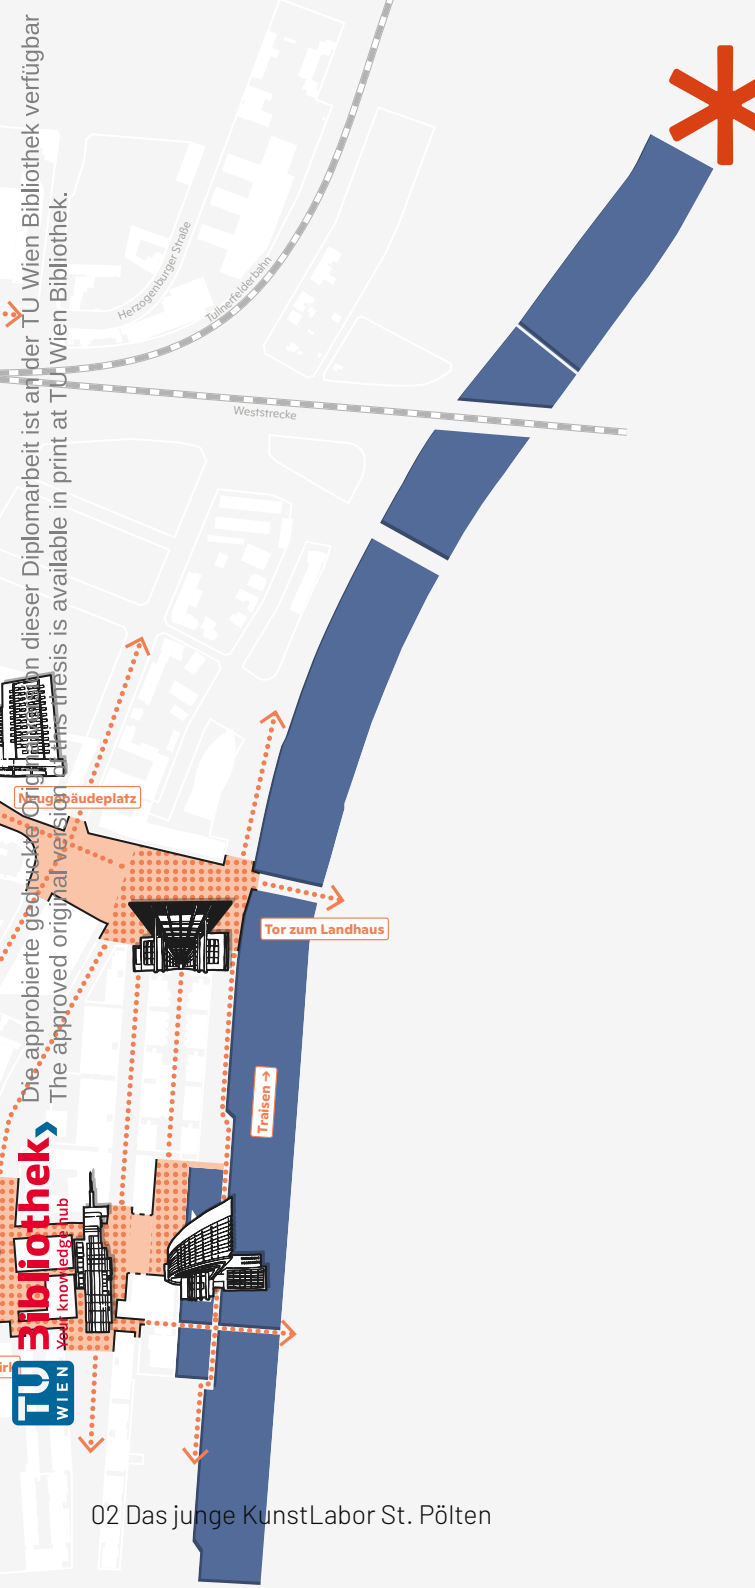 Die approbierte gedruckte Originalversion dieser Diplomarbeit ist an der TU Wien Bibliothek verfügbar
The approved original version of this thesis is available in print at TU Wien Bibliothek.
Herzogenburger Straße
Tullnerfelderbahn
Weststrecke
Neugebäudeplatz
Tor zum Landhaus
Traisen →
Bibliothek
Your knowledge hub
TU
WIEN
02 Das junge KunstLabor St. Pölten